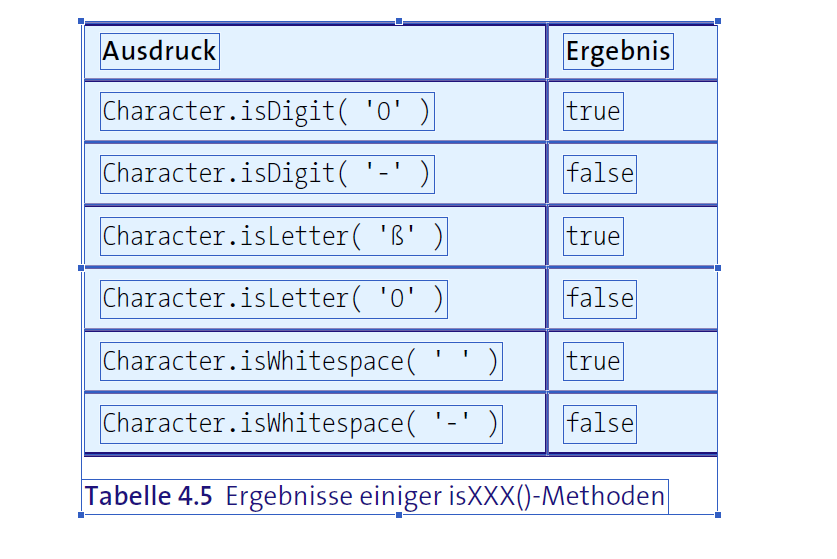 Ausdruck Ergebnis
Character.isDigit( '0' ) true
Character.isDigit( '-' ) false
Character.isLetter( 'ß' ) true
Character.isLetter( '0' ) false
Character.isWhitespace( ' ' ) true
Character.isWhitespace( '-' ) false
Tabelle 4.5 Ergebnisse einiger isXXX()-Methoden